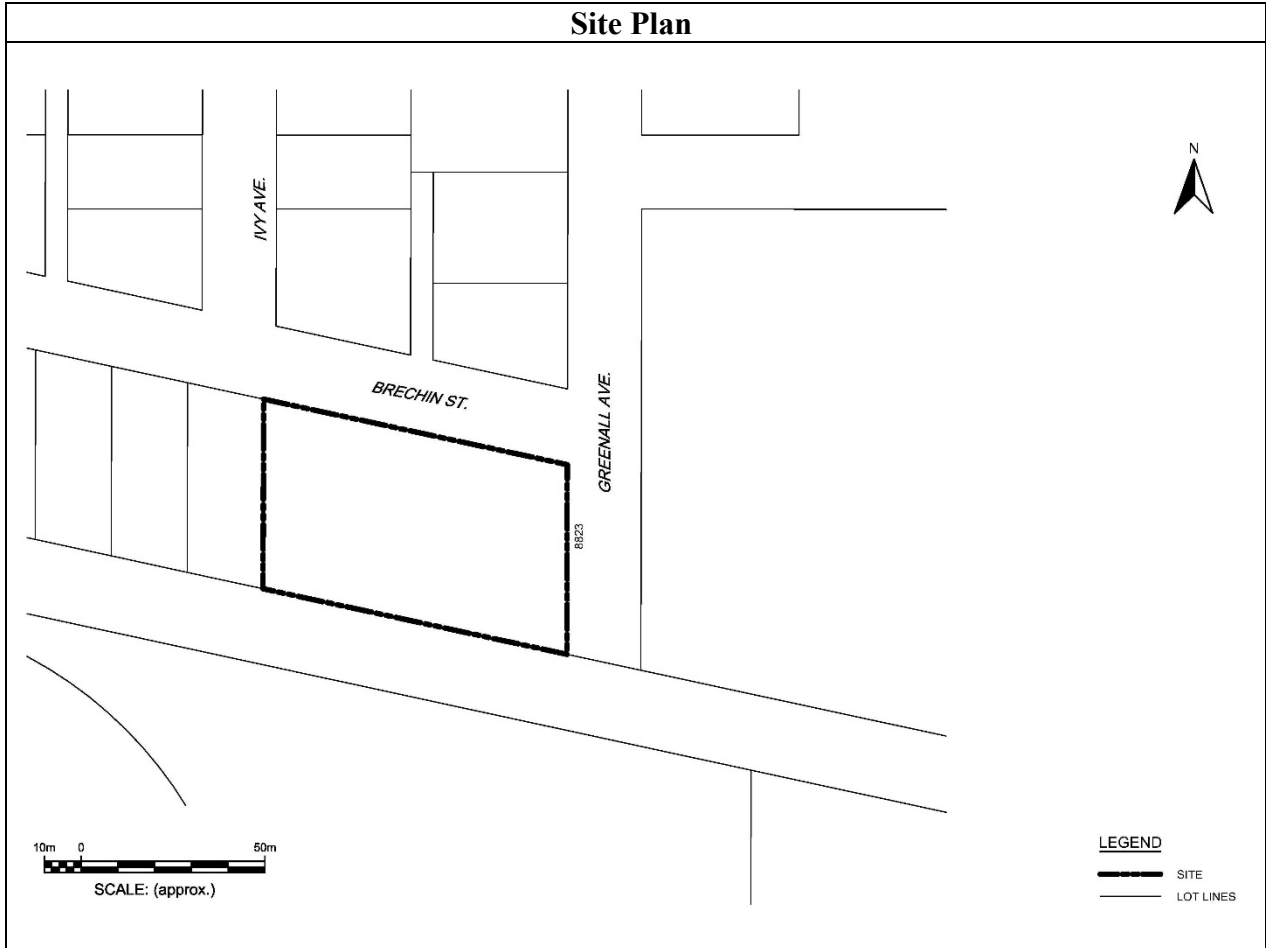 Site Plan
N
IVY AVE.
BRECHIN ST.
GREENALL AVE.
8823
10m 0 50m
SCALE: (approx.)
LEGEND
SITE
LOT LINES